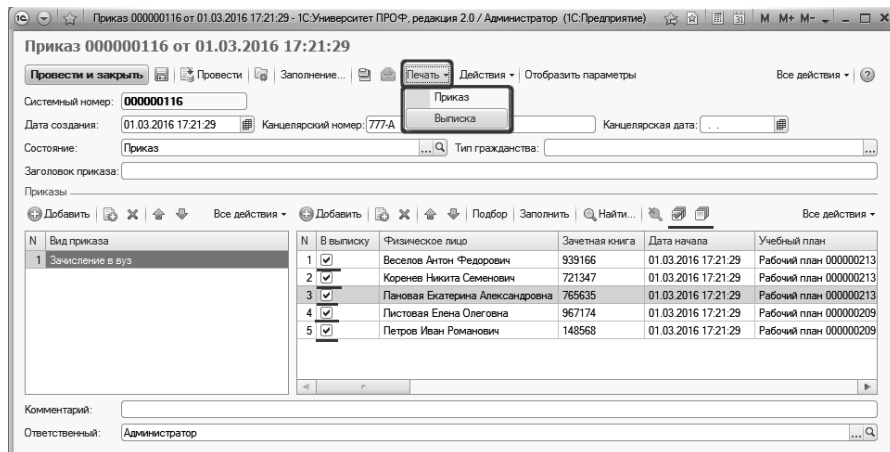 Приказ 000000116 от 01.03.2016 17:21:29 - 1С:Университет ПРОФ, редакция 2.0 / Администратор (1С:Предприятие) M M+ M-
Приказ 000000116 от 01.03.2016 17:21:29
Провести и закрыть Провести Заполнение... Печать Действия Отобразить параметры Все действия
Приказ
Выписка
Системный номер: 000000116
Дата создания: 01.03.2016 17:21:29 Канцелярский номер: 777-А Канцелярская дата: . .
Состояние: Приказ ... Тип гражданства: ...
Заголовок приказа:
Приказы
Добавить Все действия Добавить Подбор Заполнить Найти... Все действия
N Вид приказа N В выписку Физическое лицо Зачетная книга Дата начала Учебный план
1 Зачисление в вуз 1 Веселов Антон Федорович 939166 01.03.2016 17:21:29 Рабочий план 000000213
2 Коренев Никита Семенович 721347 01.03.2016 17:21:29 Рабочий план 000000213
3 Лановая Екатерина Александровна 765635 01.03.2016 17:21:29 Рабочий план 000000213
4 Листовая Елена Олеговна 967174 01.03.2016 17:21:29 Рабочий план 000000209
5 Петров Иван Романович 148568 01.03.2016 17:21:29 Рабочий план 000000209
Комментарий:
Ответственный: Администратор ...